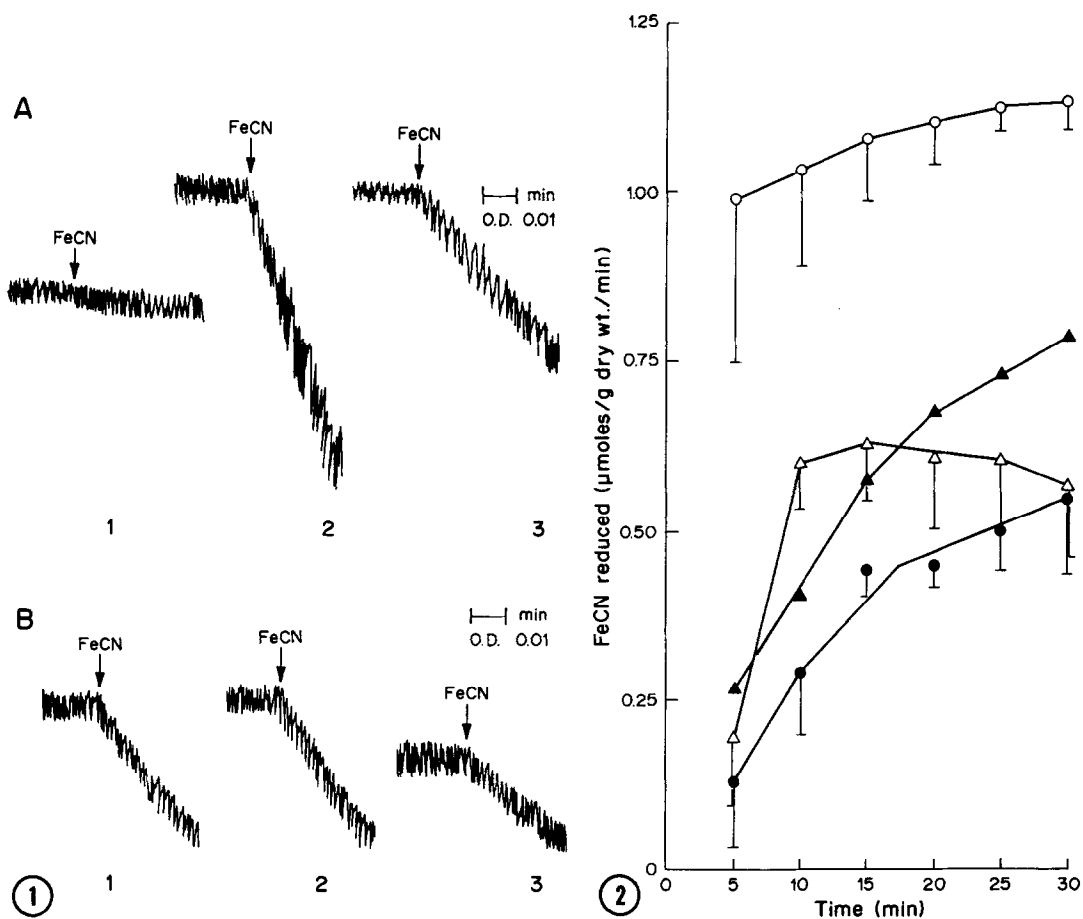 A
FeCN
FeCN
FeCN
min
O.D. 0.01
1
2
3
B
min
O.D. 0.01
FeCN
FeCN
FeCN
1
2
3
1
FeCN reduced (μmoles/g dry wt./min)
1.25
1.00
0.75
0.50
0.25
0
0 5 10 15 20 25 30
Time (min)
2